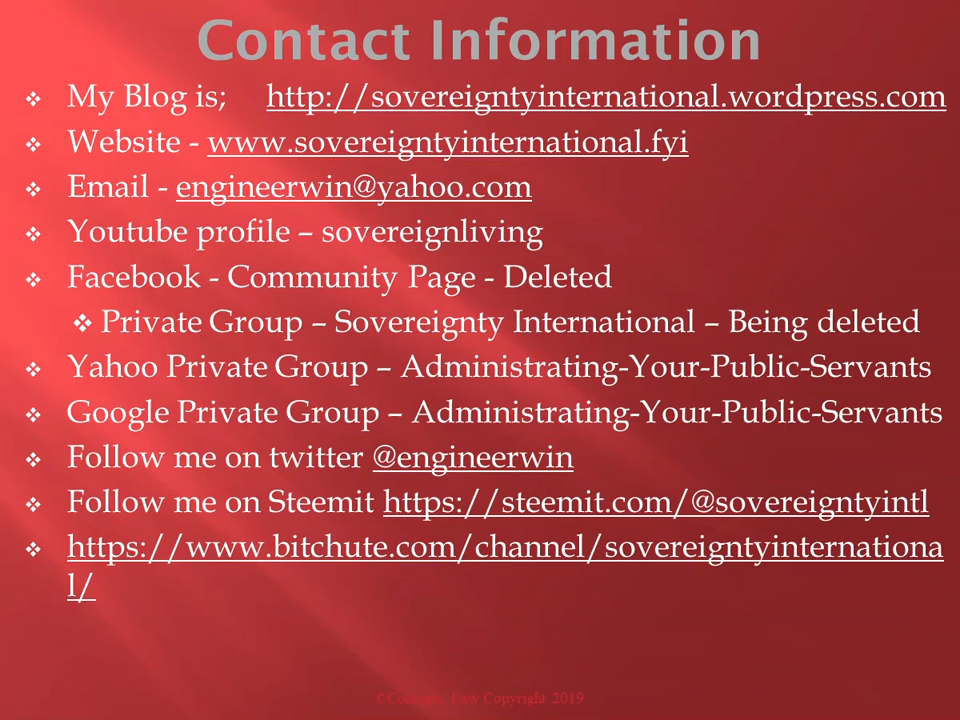 Contact Information
❖ My Blog is; http://sovereigntyinternational.wordpress.com
❖ Website - www.sovereigntyinternational.fyi
❖ Email - engineerwin@yahoo.com
❖ Youtube profile – sovereignliving
❖ Facebook - Community Page - Deleted
❖ Private Group – Sovereignty International – Being deleted
❖ Yahoo Private Group – Administrating-Your-Public-Servants
❖ Google Private Group – Administrating-Your-Public-Servants
❖ Follow me on twitter @engineerwin
❖ Follow me on Steemit https://steemit.com/@sovereigntyintl
❖ https://www.bitchute.com/channel/sovereigntyinternationa
l/
Law Copyright 2019